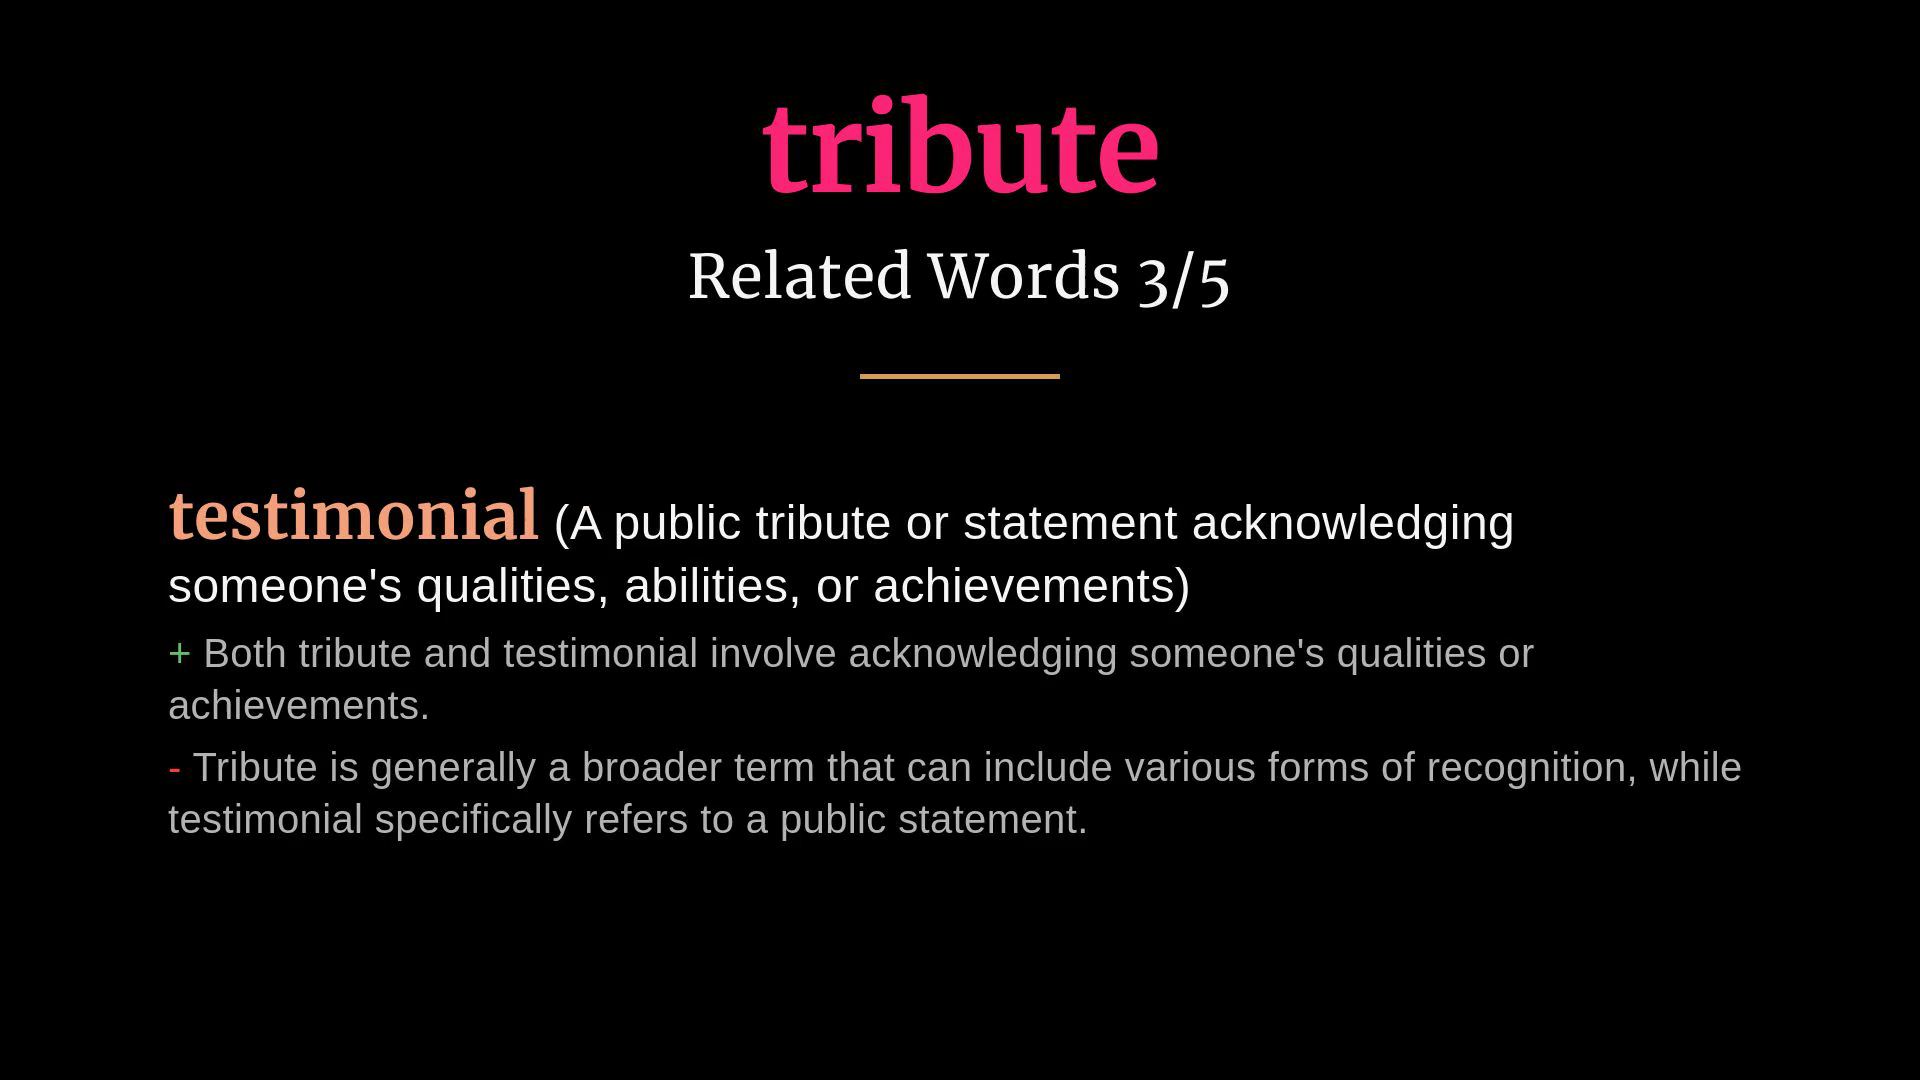 tribute
Related Words 3/5
testimonial (A public tribute or statement acknowledging
someone's qualities, abilities, or achievements)
+ Both tribute and testimonial involve acknowledging someone's qualities or
achievements.
- Tribute is generally a broader term that can include various forms of recognition, while
testimonial specifically refers to a public statement.